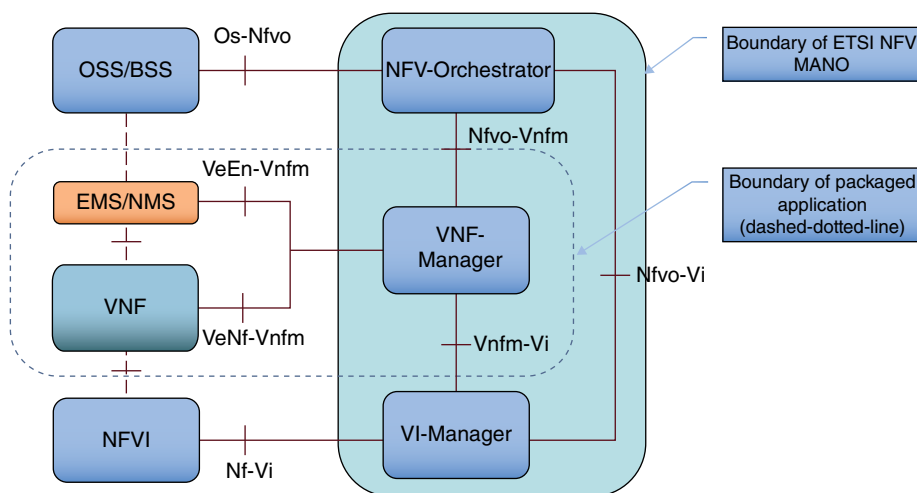 Os-Nfvo
OSS/BSS
NFV-Orchestrator
Boundary of ETSI NFV
MANO
Nfvo-Vnfm
VeEn-Vnfm
EMS/NMS
Boundary of packaged
application
(dashed-dotted-line)
VNF-
Manager
Nfvo-Vi
VNF
VeNf-Vnfm
Vnfm-Vi
NFVI
VI-Manager
Nf-Vi